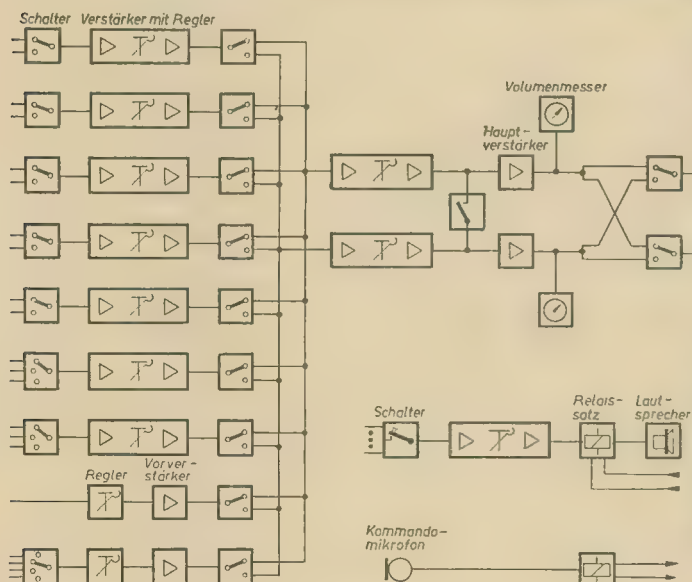 Schalter Verstärker mit Regler
Volumenmesser
Haupt-
verstärker
Schalter
Relais-
satz
Laut-
sprecher
Regler
Vorver-
stärker
Kommando-
mikrofon